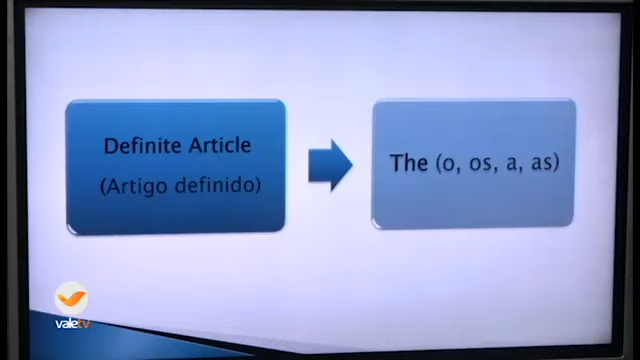 Definite Article
(Artigo definido)
The (o, os, a, as)
valetv